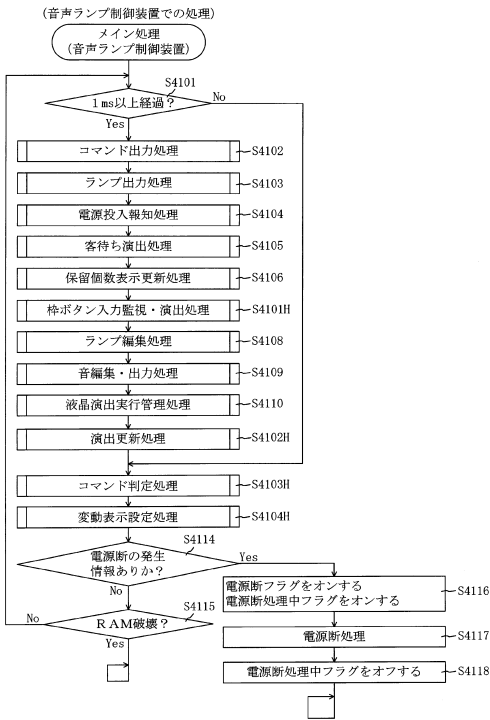 (音声ランプ制御装置での処理)
メイン処理
(音声ランプ制御装置)
S4101
1ms以上経過？
No
Yes
コマンド出力処理
S4102
ランプ出力処理
S4103
電源投入報知処理
S4104
客待ち演出処理
S4105
保留個数表示更新処理
S4106
枠ボタン入力監視・演出処理
S4101H
ランプ編集処理
S4108
音編集・出力処理
S4109
液晶演出実行管理処理
S4110
演出更新処理
S4102H
コマンド判定処理
S4103H
変動表示設定処理
S4104H
S4114
電源断の発生
情報ありか？
Yes
No
電源断フラグをオンする
電源断処理中フラグをオンする
S4116
S4115
RAM破壊？
No
Yes
電源断処理
S4117
電源断処理中フラグをオフする
S4118